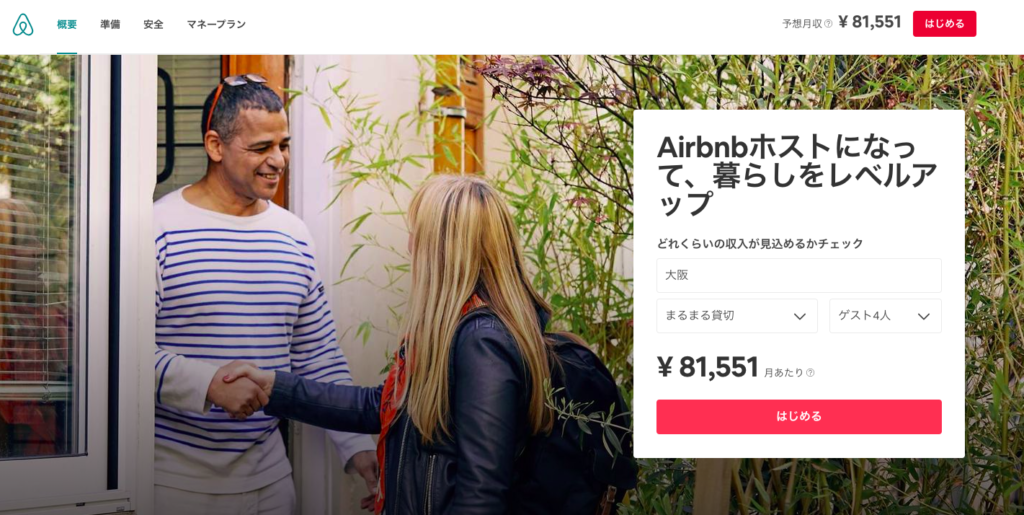 概要 準備 安全 マネープラン 予想月収 ? ¥ 81,551 はじめる
Airbnbホストになっ
て、暮らしをレベルア
ップ
どれくらいの収入が見込めるかチェック
大阪
まるまる貸切 ゲスト4人
¥ 81,551 月あたり ?
はじめる